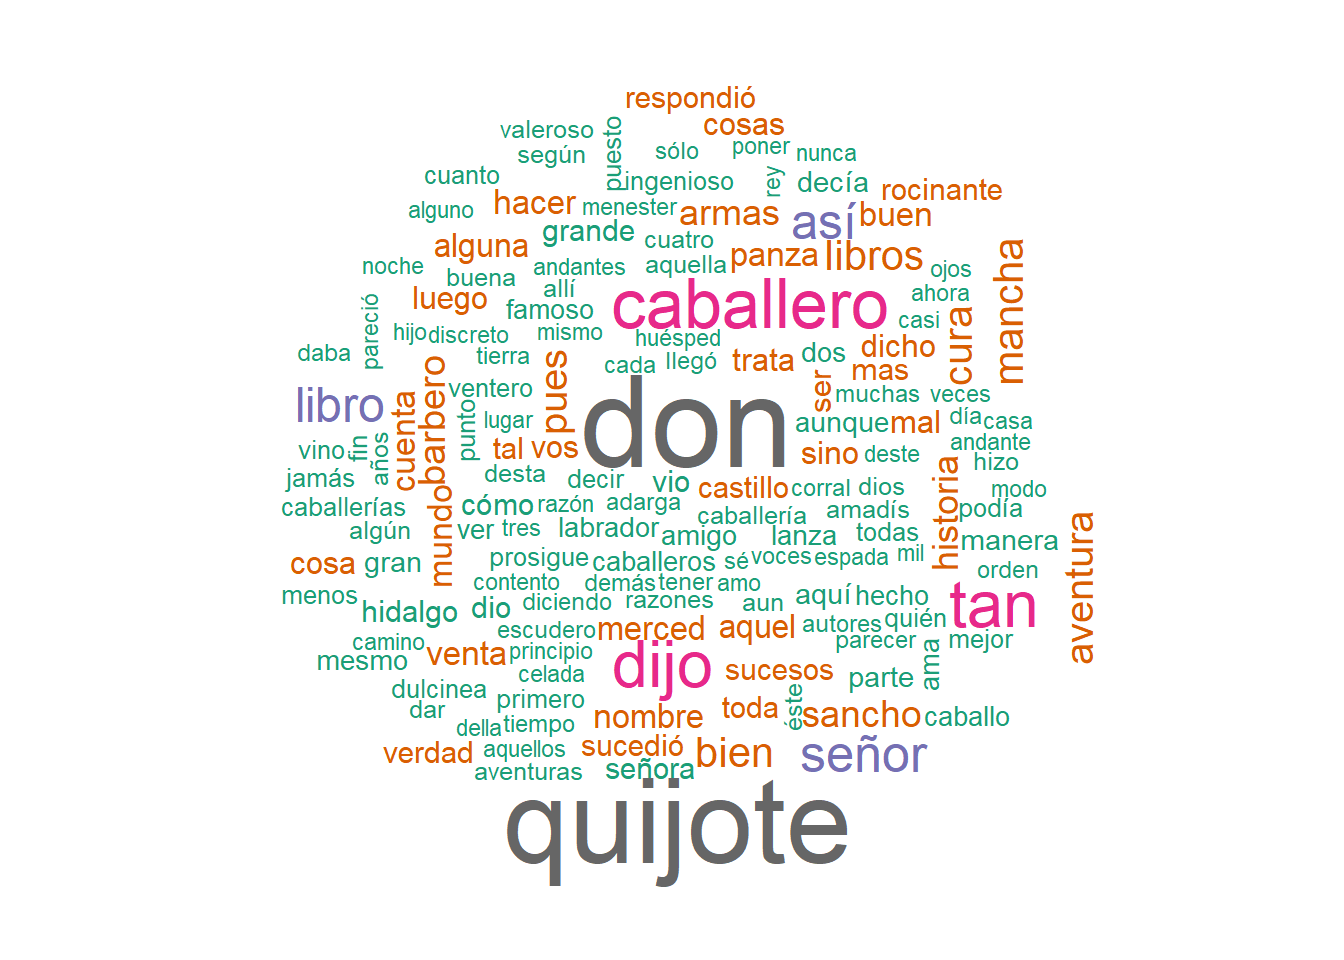 respondió
cosas
valeroso
puesto
según
sólo
poner
nunca
cuanto
ingenioso
rey
decía
rocinante
alguno
hacer
menester
armas
así
buen
grande
cuatro
alguna
panza
libros
mancha
noche
buena
andantes
aquella
ojos
allí
luego
famoso
caballero
ahora
pareció
hijo
discreto
mismo
huésped
casi
cura
daba
tierra
cada
llegó
trata
dos
dicho
barbero
pues
ser
mas
libro
ventero
don
muchas
veces
cuenta
punto
lugar
aunque
mal
día
casa
vino
fin
años
tal
vos
sino
deste
andante
jamás
desta
decir
vio
castillo
corral
dios
historia
hizo
modo
caballerías
mundo
cómo
razón
adarga
caballería
amadís
podía
algún
ver
tres
labrador
amigo
lanza
todas
manera
aventura
cosa
gran
prosigue
caballeros
sé
voces
espada
mil
orden
menos
contento
demás
tener
amo
hidalgo
dio
diciendo
razones
aun
aquí
hecho
tan
camino
escudero
merced
aquel
autores
quién
parecer
mejor
mesmo
venta
principio
dijo
celada
sucesos
parte
ama
dulcinea
primero
dar
della
tiempo
nombre
toda
éste
sancho
caballo
verdad
aquellos
sucedió
bien
señor
aventuras
señora
quijote